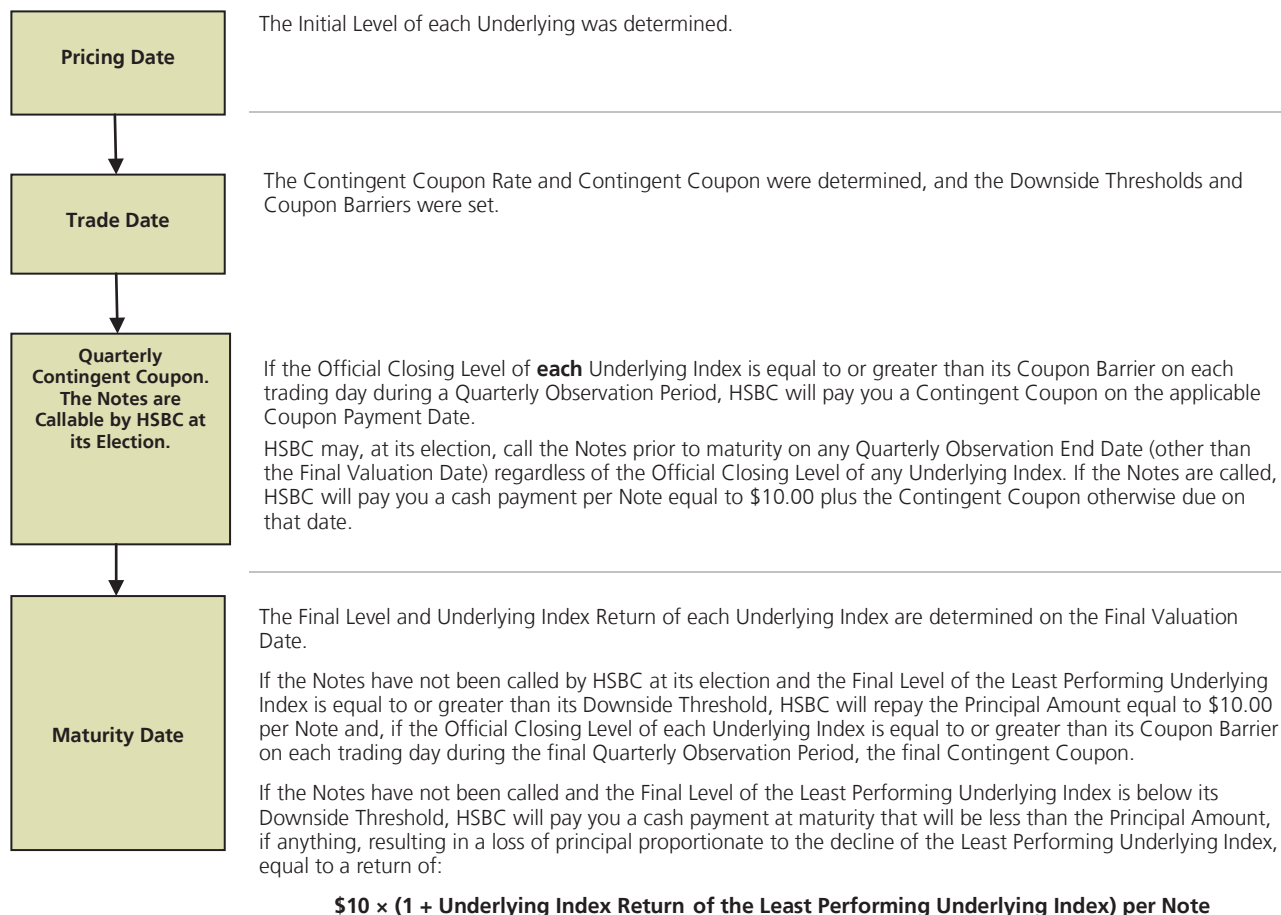 Pricing Date
The Initial Level of each Underlying was determined.
Trade Date
The Contingent Coupon Rate and Contingent Coupon were determined, and the Downside Thresholds and
Coupon Barriers were set.
Quarterly
Contingent Coupon.
The Notes are
Callable by HSBC at
its Election.
If the Official Closing Level of each Underlying Index is equal to or greater than its Coupon Barrier on each
trading day during a Quarterly Observation Period, HSBC will pay you a Contingent Coupon on the applicable
Coupon Payment Date.
HSBC may, at its election, call the Notes prior to maturity on any Quarterly Observation End Date (other than
the Final Valuation Date) regardless of the Official Closing Level of any Underlying Index. If the Notes are called,
HSBC will pay you a cash payment per Note equal to $10.00 plus the Contingent Coupon otherwise due on
that date.
Maturity Date
The Final Level and Underlying Index Return of each Underlying Index are determined on the Final Valuation
Date.
If the Notes have not been called by HSBC at its election and the Final Level of the Least Performing Underlying
Index is equal to or greater than its Downside Threshold, HSBC will repay the Principal Amount equal to $10.00
per Note and, if the Official Closing Level of each Underlying Index is equal to or greater than its Coupon Barrier
on each trading day during the final Quarterly Observation Period, the final Contingent Coupon.
If the Notes have not been called and the Final Level of the Least Performing Underlying Index is below its
Downside Threshold, HSBC will pay you a cash payment at maturity that will be less than the Principal Amount,
if anything, resulting in a loss of principal proportionate to the decline of the Least Performing Underlying Index,
equal to a return of:
$10 × (1 + Underlying Index Return of the Least Performing Underlying Index) per Note